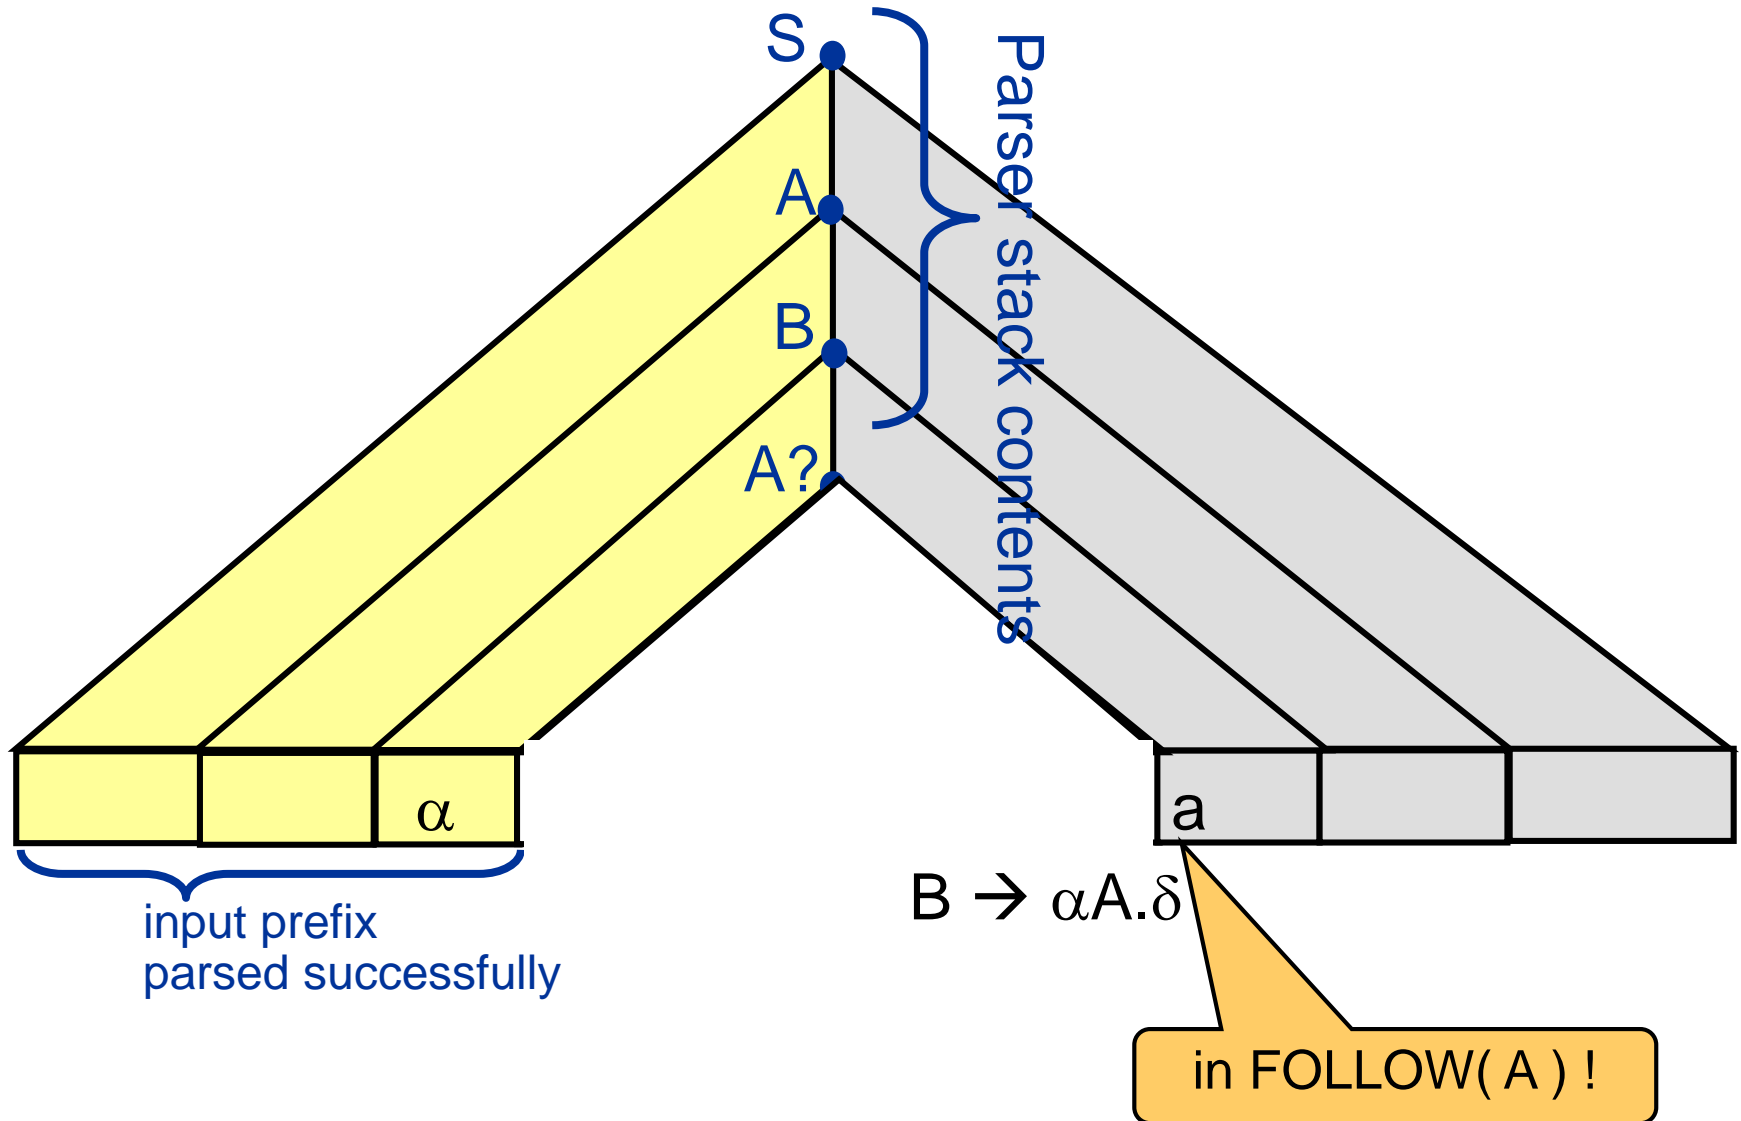 S
Parser stack contents
A
B
A?
α
a
B → αA.δ
input prefix
parsed successfully
in FOLLOW( A ) !